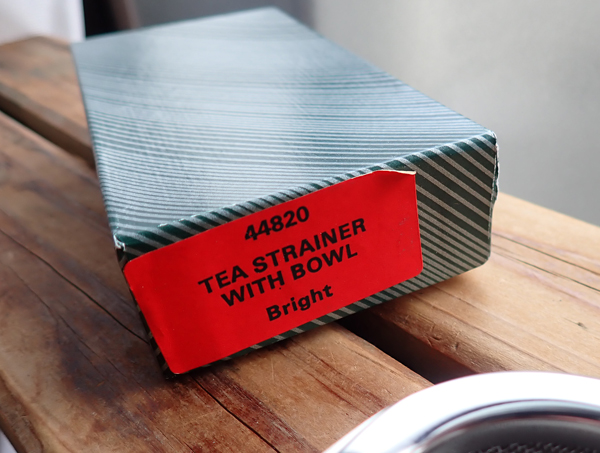 44820
TEA STRAINER
WITH BOWL
Bright